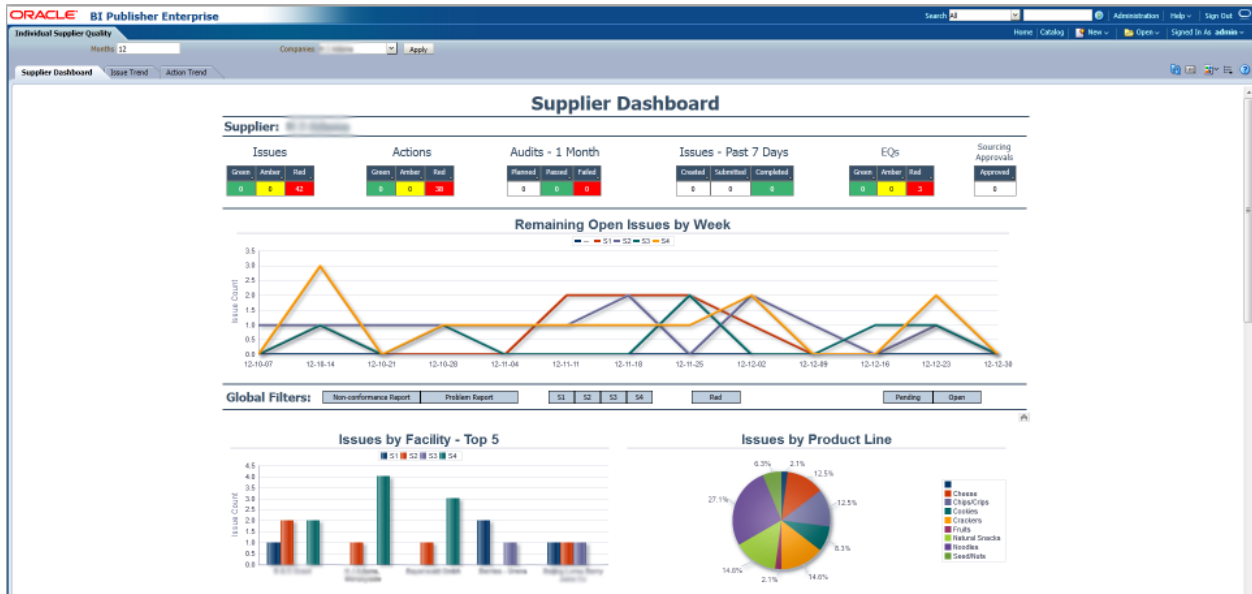 ORACLE BI Publisher Enterprise
Search All Administration Help Sign Out
Individual Supplier Quality
Home Catalog New Open Signed In As admin
Months 12 Companies Apply
Supplier Dashboard Issue Trend Action Trend
Supplier Dashboard
Supplier:
Issues Actions Audits - 1 Month Issues - Past 7 Days EQs Sourcing Approvals
Green Amber Red Green Amber Red Planned Passed Failed Created Submitted Completed Green Amber Red Approved
0 0 42 0 0 38 0 0 0 0 0 0 0 0 3 0
Remaining Open Issues by Week
-- S1 S2 S3 S4
Issue Count
3.5
3.0
2.5
2.0
1.5
1.0
0.5
0.0
12-10-07 12-10-14 12-10-21 12-10-28 12-11-04 12-11-11 12-11-18 12-11-25 12-12-02 12-12-09 12-12-16 12-12-23 12-12-30
Global Filters: Non-conformance Report Problem Report S1 S2 S3 S4 Red Pending Open
Issues by Facility - Top 5
S1 S2 S3 S4
Issue Count
4.5
4.0
3.5
3.0
2.5
2.0
1.5
1.0
0.5
0.0
Issues by Product Line
6.3% 2.1%
12.5%
27.1%
12.5%
8.3%
14.6%
14.6%
2.1%
Cheese
Chips/Crips
Cookies
Crackers
Fruits
Natural Snacks
Noodles
Seed/Nuts